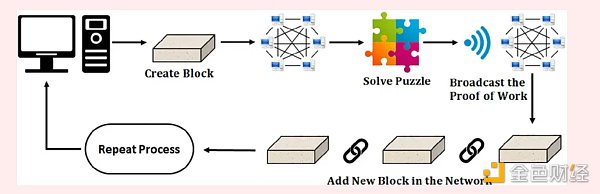 Create Block
Solve Puzzle
Broadcast the
Proof of Work
Repeat Process
Add New Block in the Network
金色财经